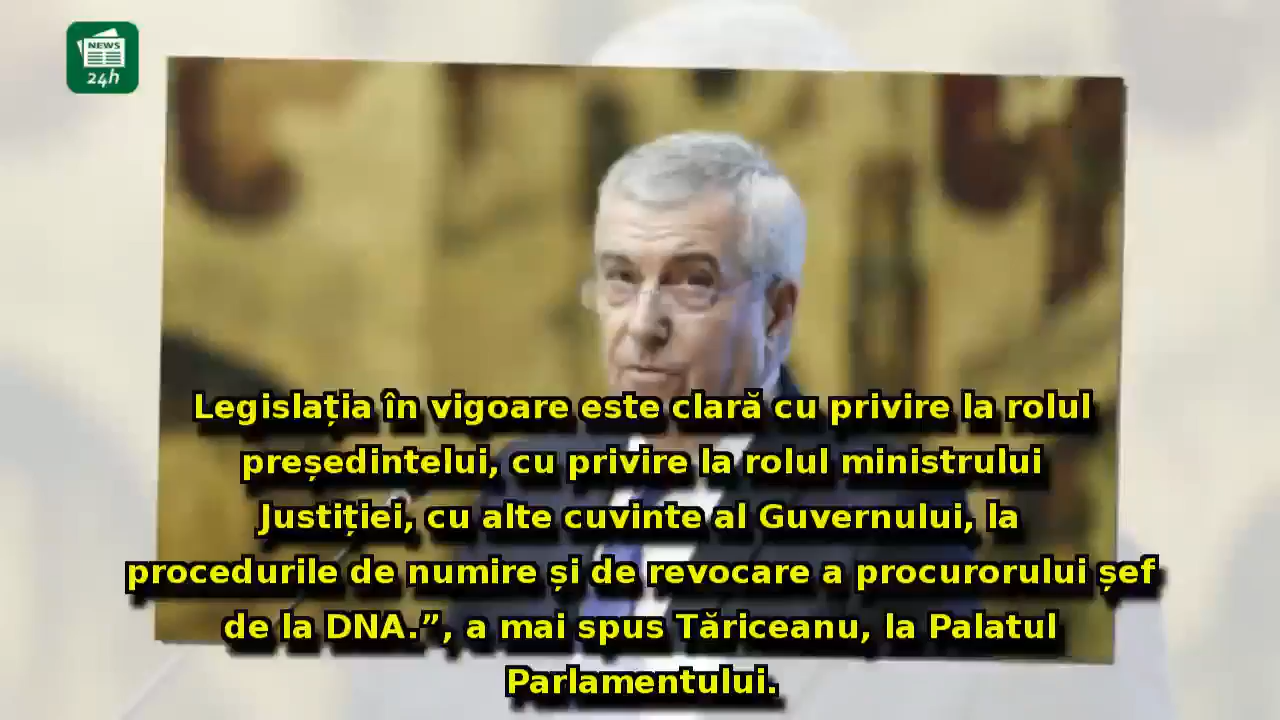 NEWS
24h
Legislația în vigoare este clară cu privire la rolul
președintelui, cu privire la rolul ministrului
Justiției, cu alte cuvinte al Guvernului, la
procedurile de numire și de revocare a procurorului șef
de la DNA.”, a mai spus Tăriceanu, la Palatul
Parlamentului.